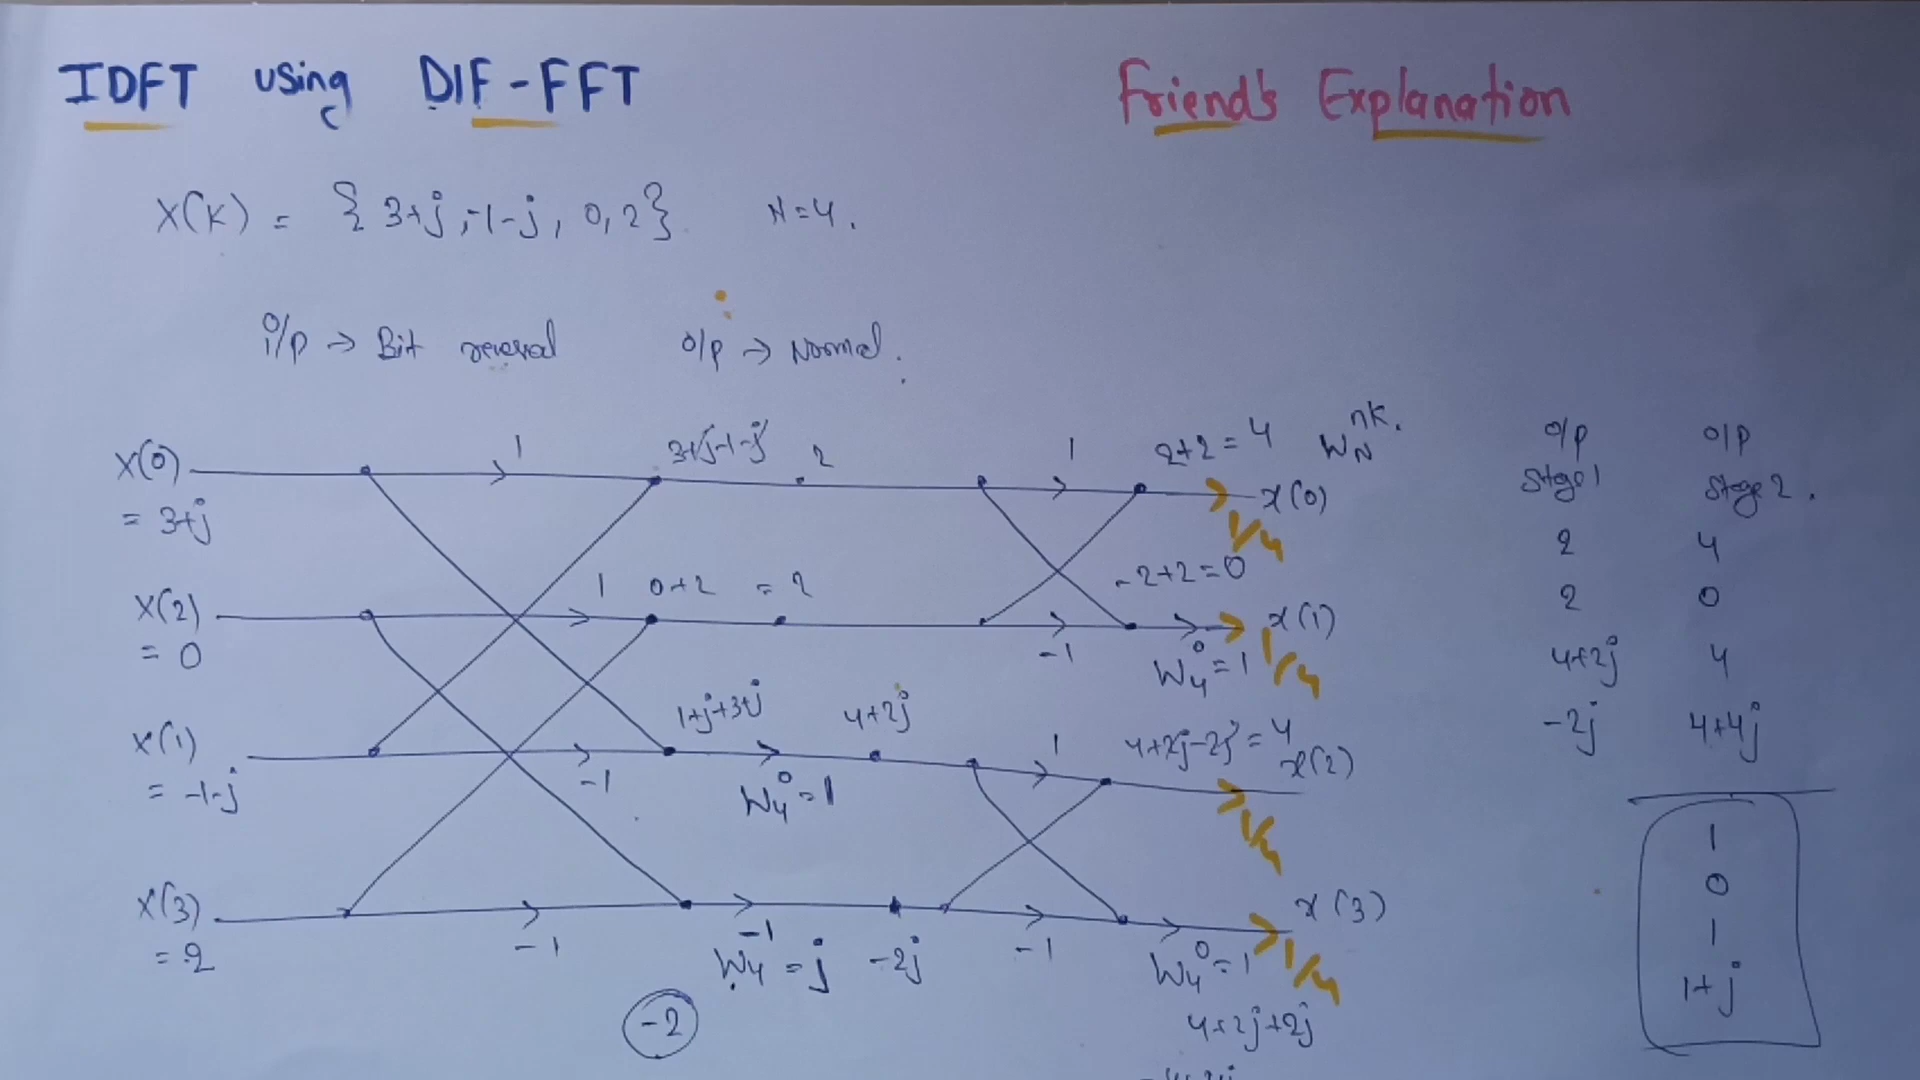 IDFT using DIF-FFT
Friend's Explanation
X(K) = { 3+j, -1-j, 0, 2} N=4.
i/p → Bit reversal o/p → Normal.
X(0) = 3+j
1
3+j-1-j
2
1
2+2=4
W_N^nk.
x(0)
1/4
X(2) = 0
1
0+2 = 2
-2+2=0
-1
W_4^0=1
x(1)
1/4
X(1) = -1-j
-1
1+j+3+j
W_4^0=1
4+2j
1
4+2j-2j=4
x(2)
1/4
X(3) = 2
-1
W_4^-1=j
-2j
-1
W_4^0=1
x(3)
1/4
4+2j+2j
-2
o/p o/p
Stage 1 Stage 2.
2 4
2 0
4+2j 4
-2j 4+4j
1
0
1
1+j